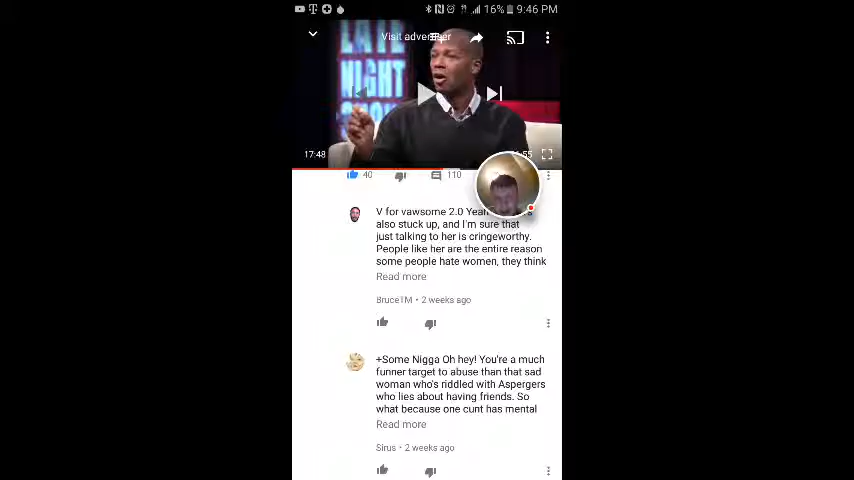 16% 9:46 PM
Visit advertiser
LATE
NIGHT
17:48
:55
40
110
V for vawsome 2.0 Yeah
also stuck up, and I'm sure that
just talking to her is cringeworthy.
People like her are the entire reason
some people hate women, they think
Read more
BruceTM • 2 weeks ago
+Some Nigga Oh hey! You're a much
funner target to abuse than that sad
woman who's riddled with Aspergers
who lies about having friends. So
what because one cunt has mental
Read more
Sirus • 2 weeks ago